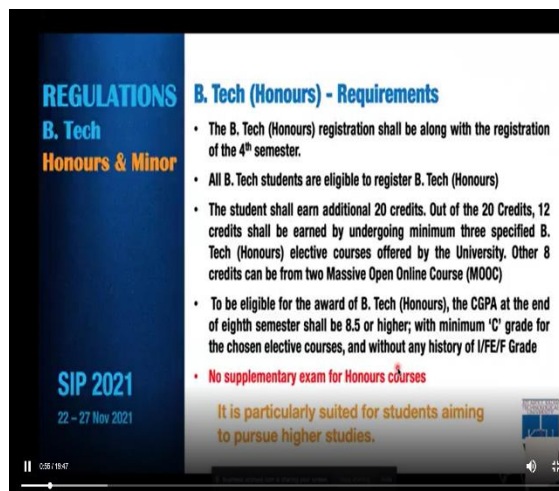 REGULATIONS
B. Tech
Honours & Minor
SIP 2021
22 – 27 Nov 2021
B. Tech (Honours) - Requirements
• The B. Tech (Honours) registration shall be along with the registration
of the 4th semester.
• All B. Tech students are eligible to register B. Tech (Honours)
• The student shall earn additional 20 credits. Out of the 20 Credits, 12
credits shall be earned by undergoing minimum three specified B.
Tech (Honours) elective courses offered by the University. Other 8
credits can be from two Massive Open Online Course (MOOC)
• To be eligible for the award of B. Tech (Honours), the CGPA at the end
of eighth semester shall be 8.5 or higher; with minimum ‘C’ grade for
the chosen elective courses, and without any history of I/FE/F Grade
• No supplementary exam for Honours courses
It is particularly suited for students aiming
to pursue higher studies.
0:55 / 19:47